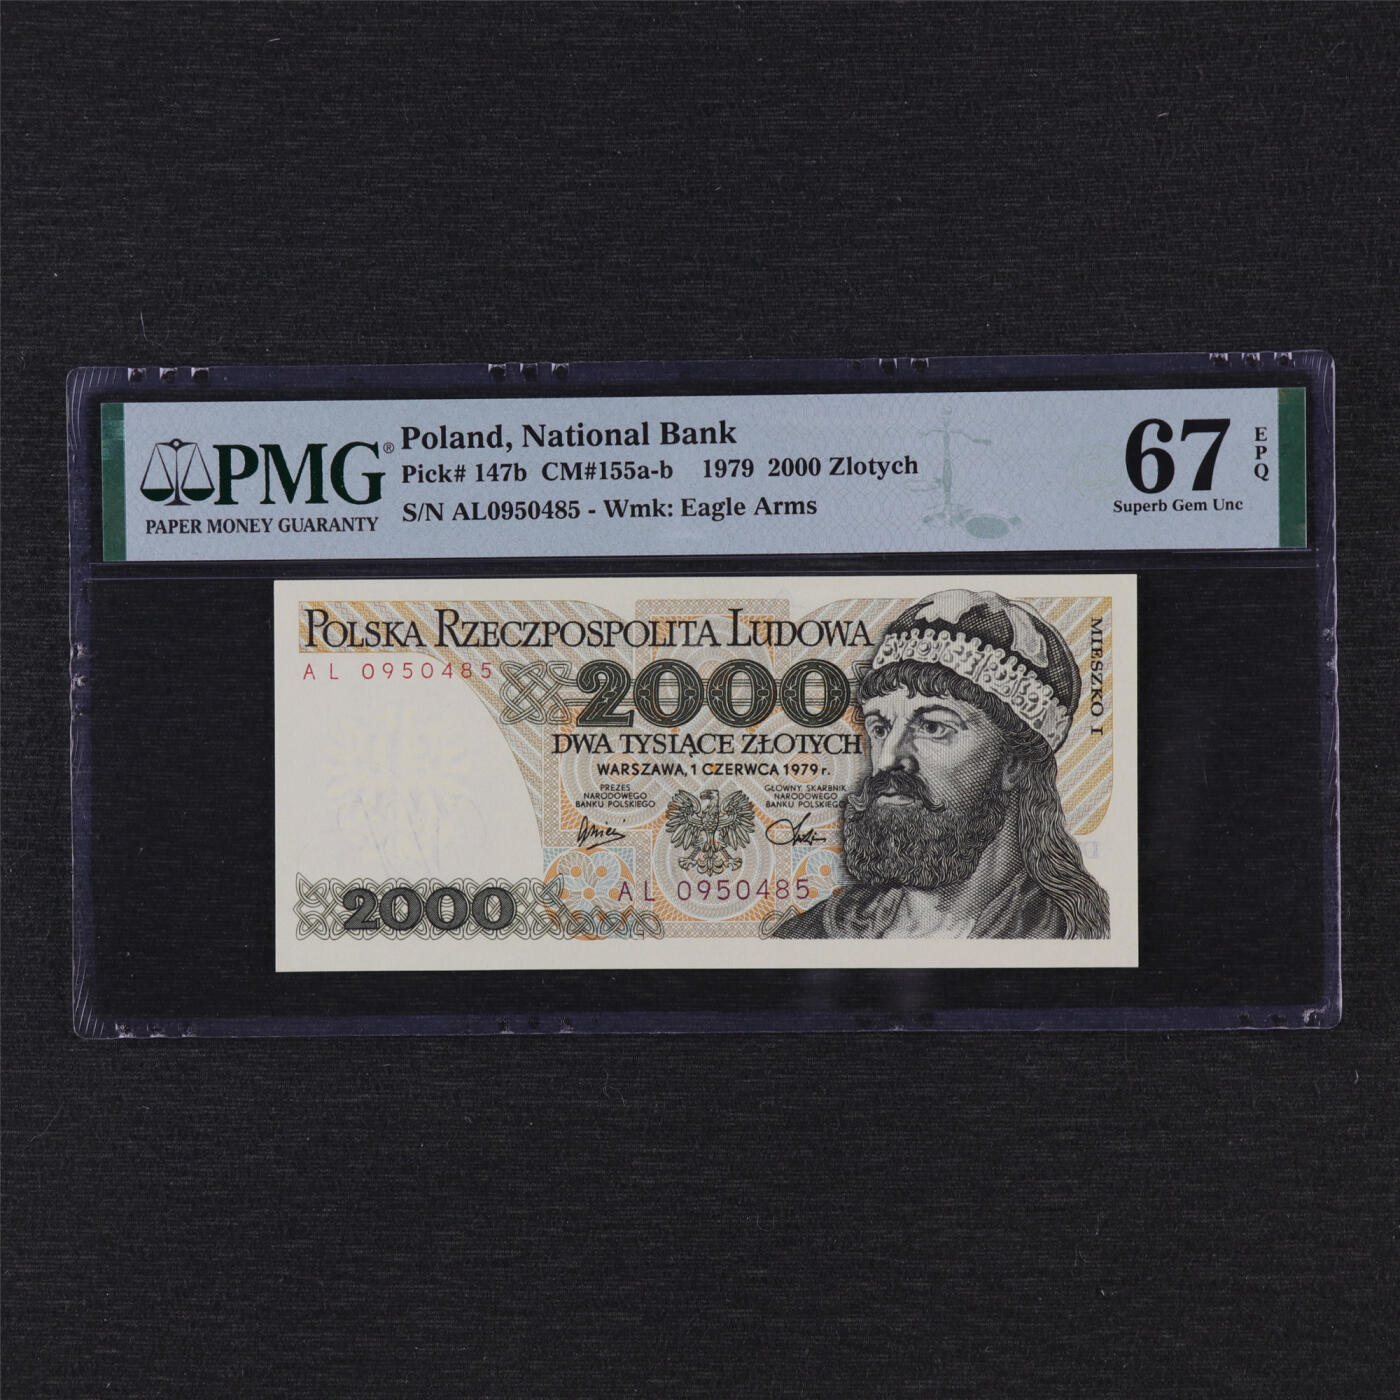 PMG®
PAPER MONEY GUARANTY
Poland, National Bank
Pick# 147b CM#155a-b 1979 2000 Zlotych
S/N AL0950485 - Wmk: Eagle Arms
67
EPQ
Superb Gem Unc
POLSKA RZECZPOSPOLITA LUDOWA
AL 0950485
2000
DWA TYSIĄCE ZŁOTYCH
WARSZAWA, 1 CZERWCA 1979 r.
PREZES
NARODOWEGO
BANKU POLSKIEGO
GŁÓWNY SKARBNIK
NARODOWEGO
BANKU POLSKIEGO
AL 0950485
2000
MIESZKO I